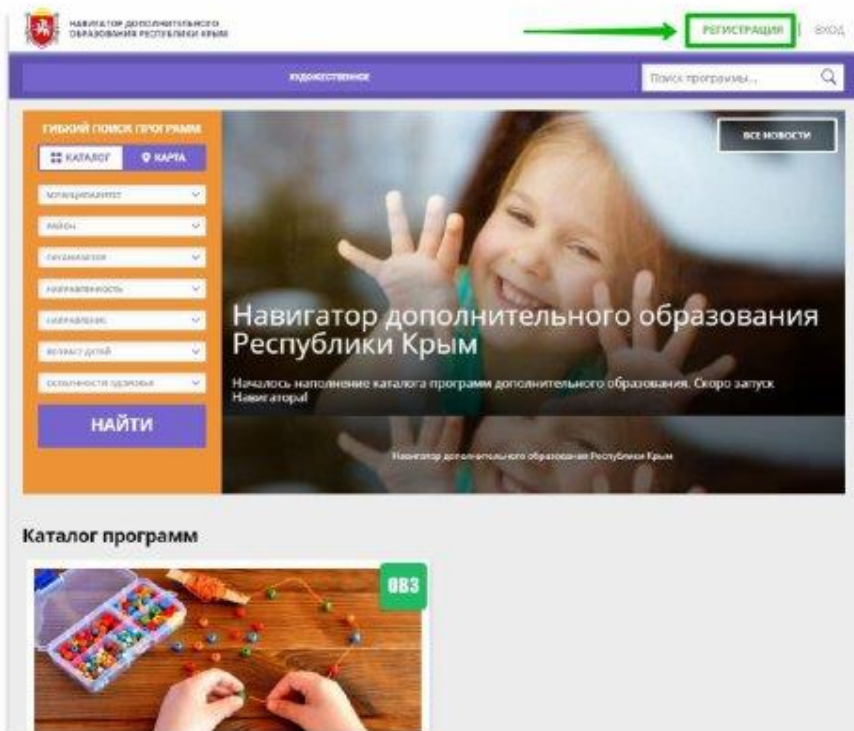 НАВИГАТОР ДОПОЛНИТЕЛЬНОГО
ОБРАЗОВАНИЯ РЕСПУБЛИКИ КРЫМ
РЕГИСТРАЦИЯ
ВХОД
ХУДОЖЕСТВЕННОЕ
Поиск программы...
ГИБКИЙ ПОИСК ПРОГРАММ
КАТАЛОГ
КАРТА
МУНИЦИПАЛИТЕТ
РАЙОН
ОРГАНИЗАТОР
НАПРАВЛЕННОСТЬ
НАПРАВЛЕНИЕ
ВОЗРАСТ ДЕТЕЙ
ОСОБЕННОСТИ ЗДОРОВЬЯ
НАЙТИ
ВСЕ НОВОСТИ
Навигатор дополнительного образования
Республики Крым
Началось наполнение каталога программ дополнительного образования. Скоро запуск
Навигатора!
Навигатор дополнительного образования Республики Крым
Каталог программ
ОВЗ